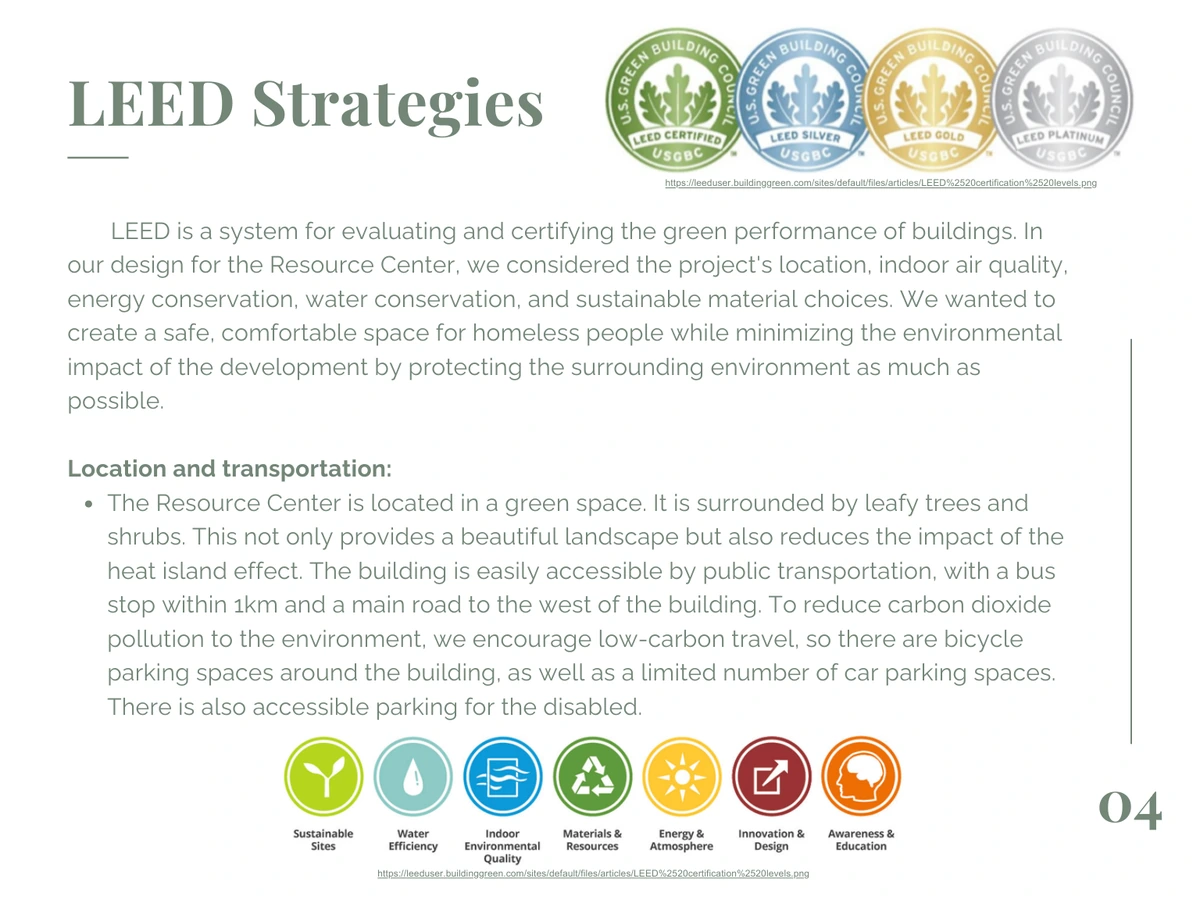 LEED Strategies
U.S. GREEN BUILDING COUNCIL
LEED CERTIFIED
USGBC
U.S. GREEN BUILDING COUNCIL
LEED SILVER
USGBC
U.S. GREEN BUILDING COUNCIL
LEED GOLD
USGBC
U.S. GREEN BUILDING COUNCIL
LEED PLATINUM
USGBC
https://leeduser.buildinggreen.com/sites/default/files/articles/LEED%2520certification%2520levels.png
LEED is a system for evaluating and certifying the green performance of buildings. In
our design for the Resource Center, we considered the project's location, indoor air quality,
energy conservation, water conservation, and sustainable material choices. We wanted to
create a safe, comfortable space for homeless people while minimizing the environmental
impact of the development by protecting the surrounding environment as much as
possible.
Location and transportation:
• The Resource Center is located in a green space. It is surrounded by leafy trees and
shrubs. This not only provides a beautiful landscape but also reduces the impact of the
heat island effect. The building is easily accessible by public transportation, with a bus
stop within 1km and a main road to the west of the building. To reduce carbon dioxide
pollution to the environment, we encourage low-carbon travel, so there are bicycle
parking spaces around the building, as well as a limited number of car parking spaces.
There is also accessible parking for the disabled.
Sustainable
Sites
Water
Efficiency
Indoor
Environmental
Quality
Materials &
Resources
Energy &
Atmosphere
Innovation &
Design
Awareness &
Education
https://leeduser.buildinggreen.com/sites/default/files/articles/LEED%2520certification%2520levels.png
04